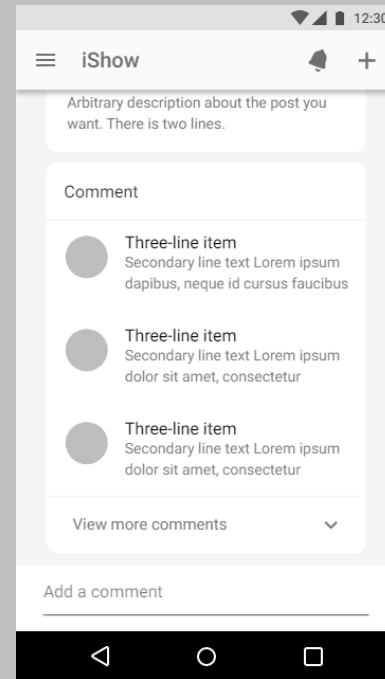 12:30
iShow
Arbitrary description about the post you
want. There is two lines.
Comment
Three-line item
Secondary line text Lorem ipsum
dapibus, neque id cursus faucibus
Three-line item
Secondary line text Lorem ipsum
dolor sit amet, consectetur
Three-line item
Secondary line text Lorem ipsum
dolor sit amet, consectetur
View more comments
Add a comment